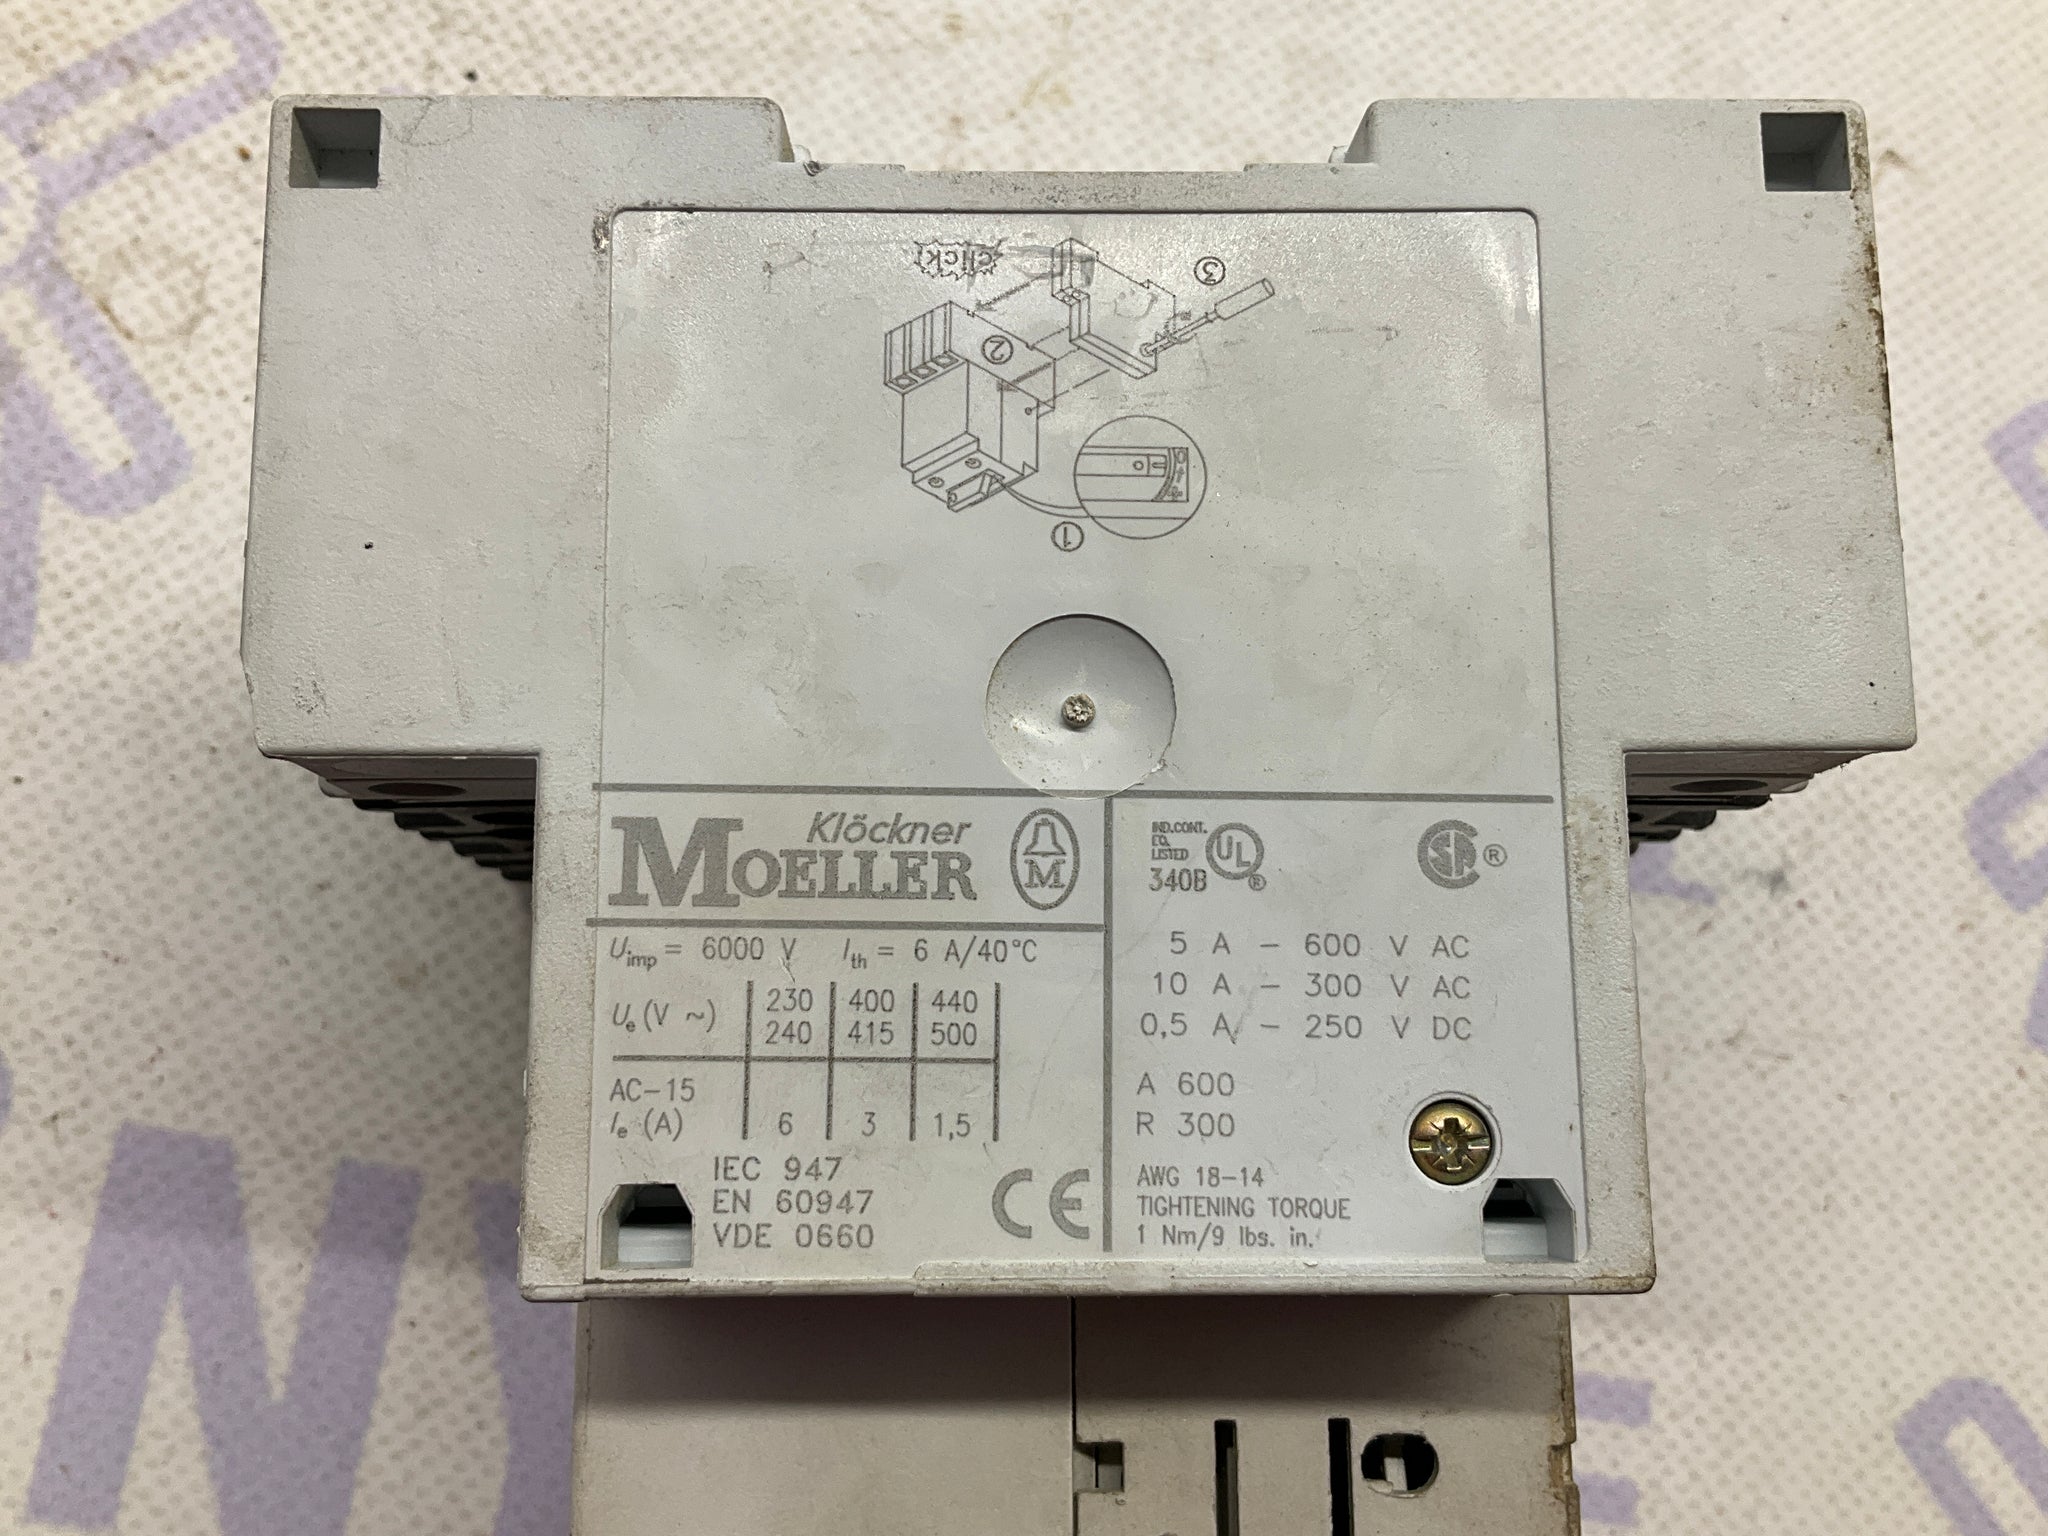 click!
3
2
1
Klöckner
MOELLER
M
IND.CONT.
EQ.
LISTED
340B
UL ®
SA ®
Uimp = 6000 V Ith = 6 A/40°C
Ue (V ~) 230 400 440
240 415 500
AC-15
Ie (A) 6 3 1,5
IEC 947
EN 60947
VDE 0660
CE
5 A - 600 V AC
10 A - 300 V AC
0,5 A - 250 V DC
A 600
R 300
AWG 18-14
TIGHTENING TORQUE
1 Nm/9 lbs. in.